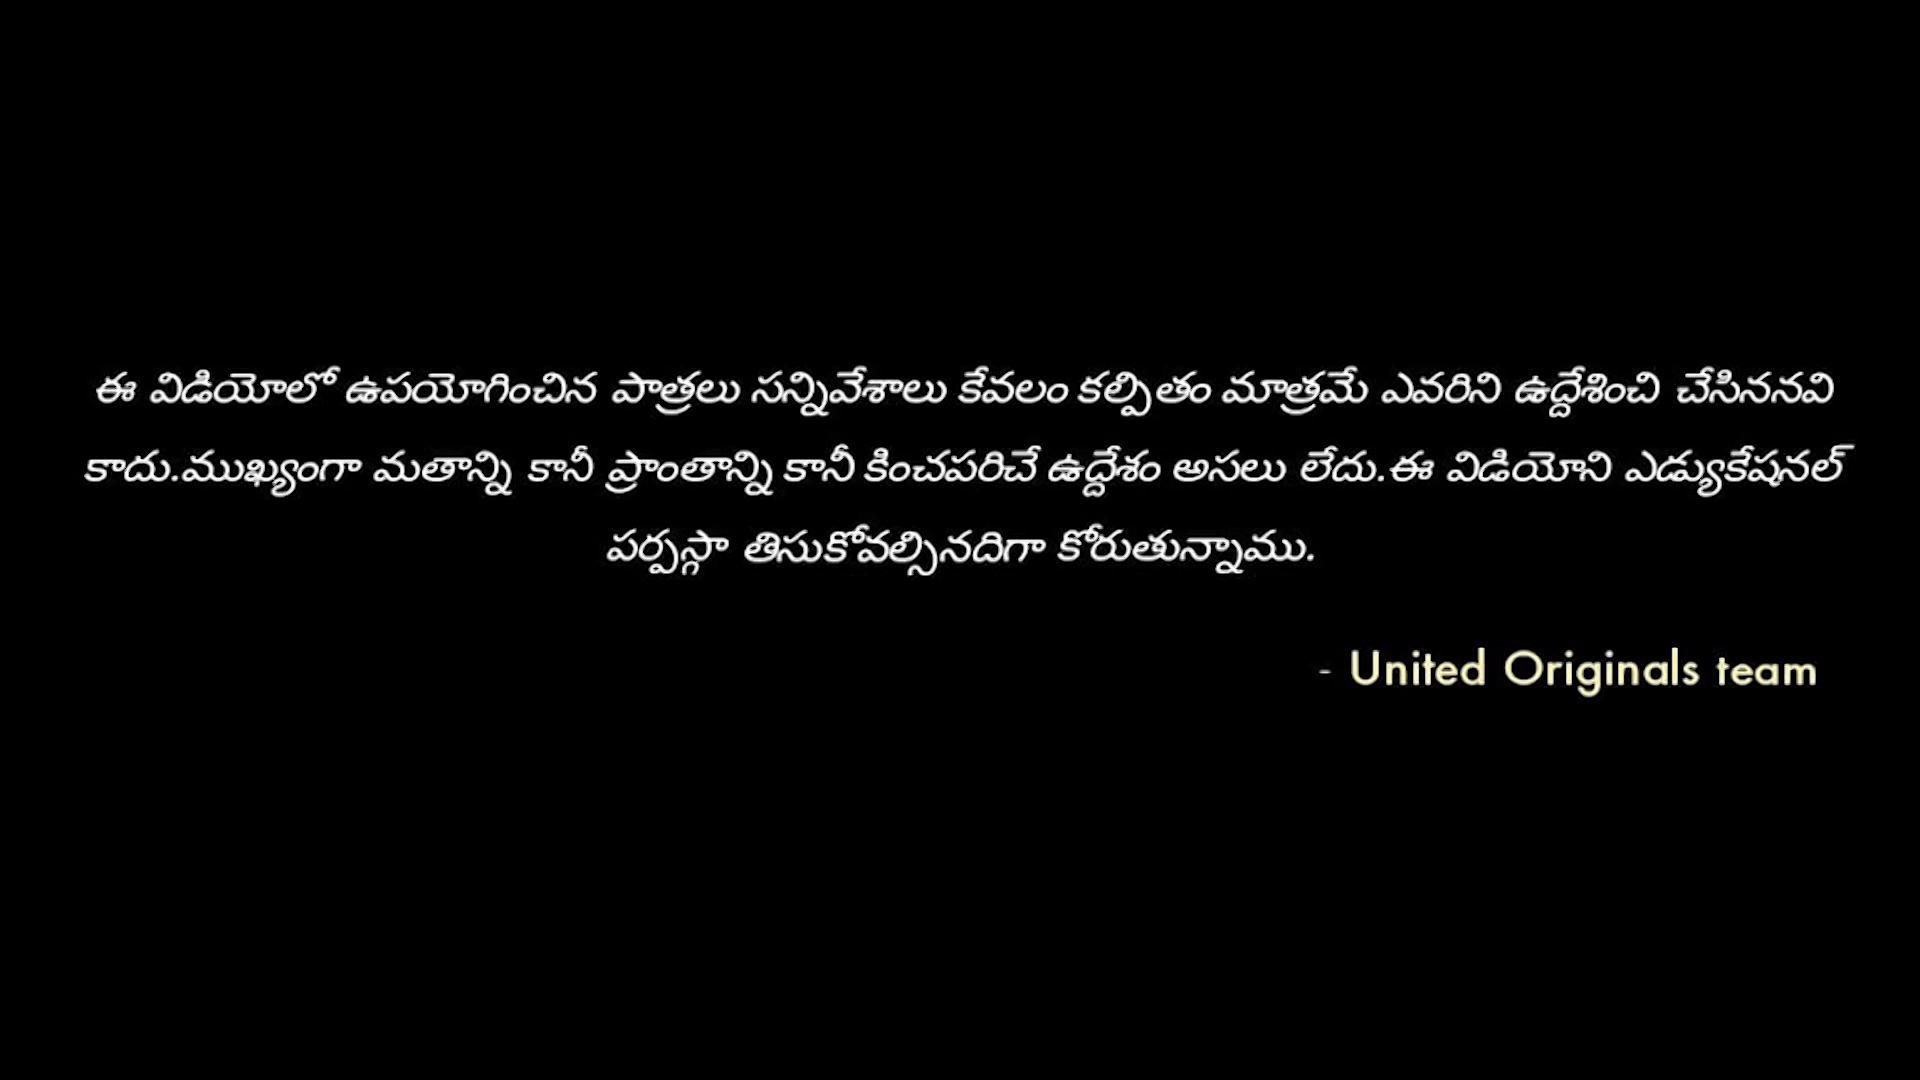 ఈ విడియోలో ఉపయోగించిన పాత్రలు సన్నివేశాలు కేవలం కల్పితం మాత్రమే ఎవరిని ఉద్దేశించి చేసిననవి
కాదు.ముఖ్యంగా మతాన్ని కానీ ప్రాంతాన్ని కానీ కించపరిచే ఉద్దేశం అసలు లేదు.ఈ విడియోని ఎడ్యుకేషనల్
పర్పస్గా తిసుకోవల్సినదిగా కోరుతున్నాము.
- United Originals team